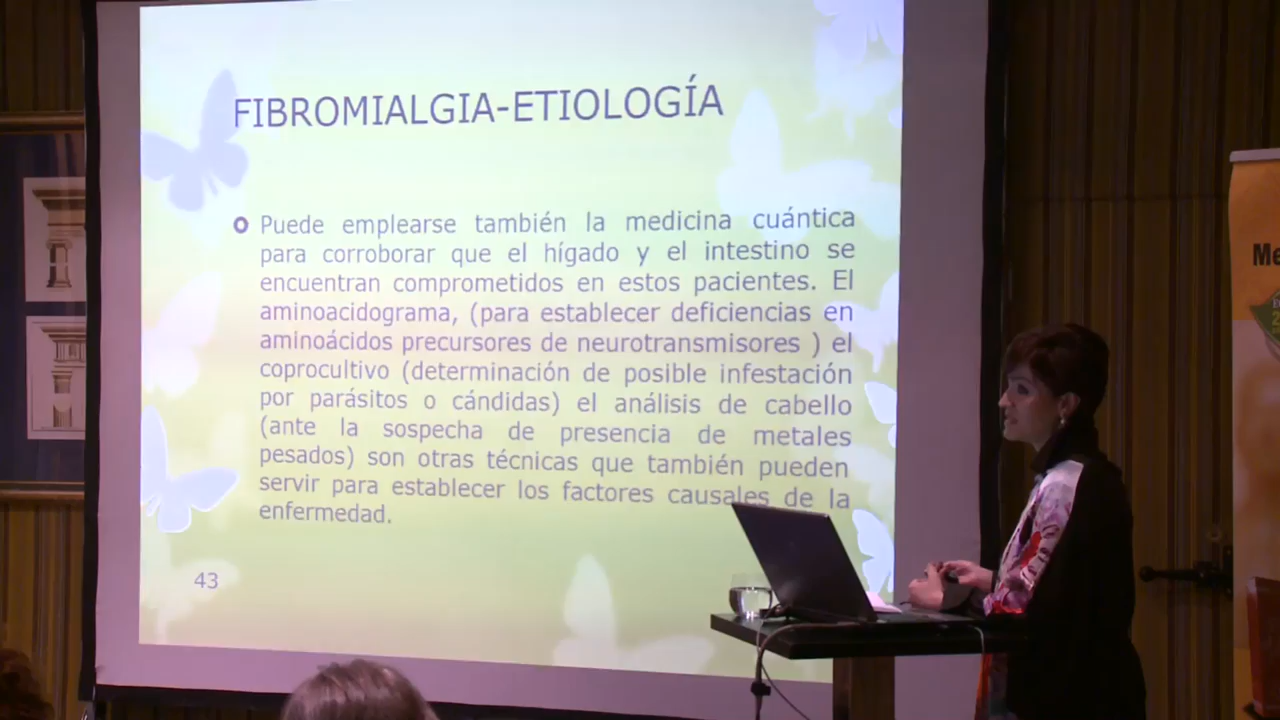 FIBROMIALGIA-ETIOLOGÍA
Puede emplearse también la medicina cuántica
para corroborar que el hígado y el intestino se
encuentran comprometidos en estos pacientes. El
aminoacidograma, (para establecer deficiencias en
aminoácidos precursores de neurotransmisores ) el
coprocultivo (determinación de posible infestación
por parásitos o cándidas) el análisis de cabello
(ante la sospecha de presencia de metales
pesados) son otras técnicas que también pueden
servir para establecer los factores causales de la
enfermedad.
43